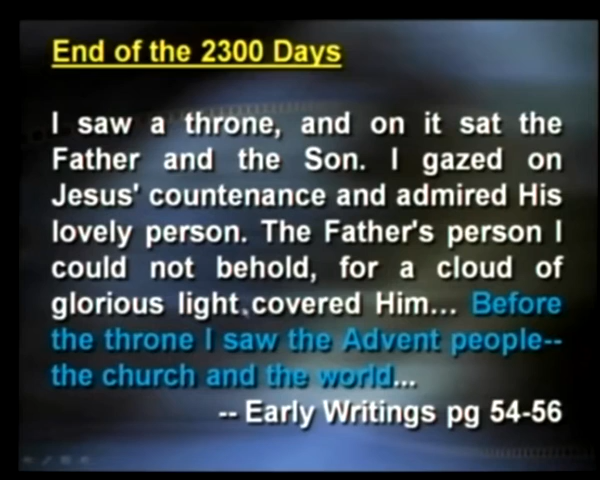 End of the 2300 Days
I saw a throne, and on it sat the
Father and the Son. I gazed on
Jesus' countenance and admired His
lovely person. The Father's person I
could not behold, for a cloud of
glorious light covered Him... Before
the throne I saw the Advent people--
the church and the world...
-- Early Writings pg 54-56